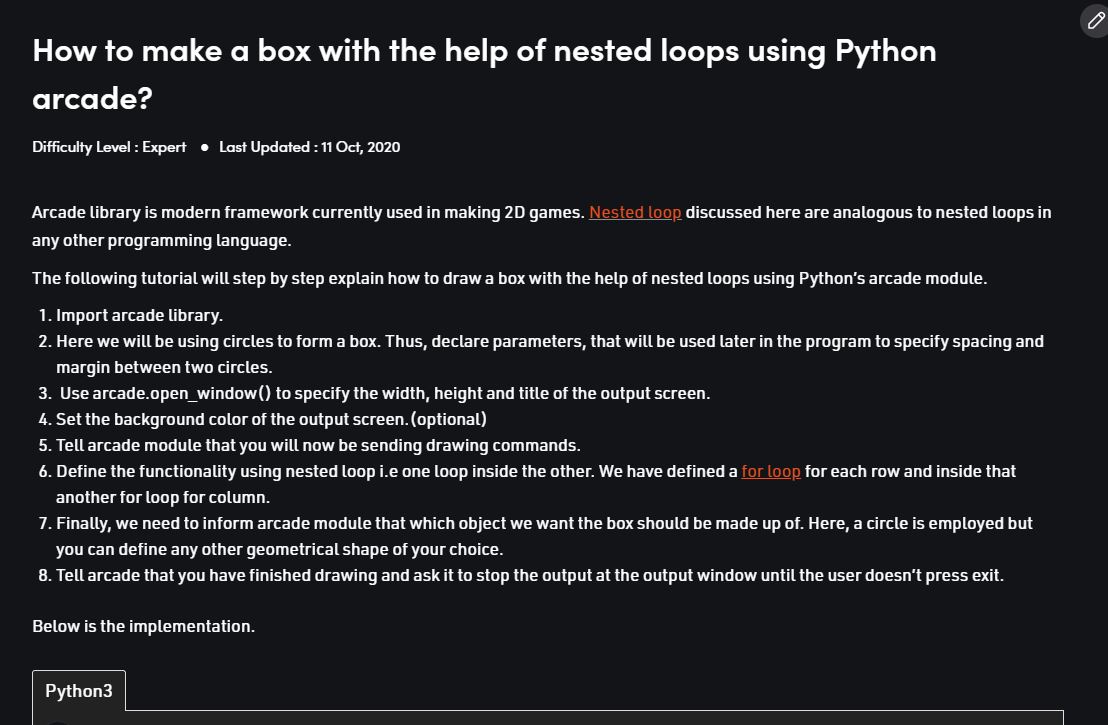 How to make a box with the help of nested loops using Python
arcade?
Difficulty Level : Expert ● Last Updated : 11 Oct, 2020
Arcade library is modern framework currently used in making 2D games. Nested loop discussed here are analogous to nested loops in
any other programming language.
The following tutorial will step by step explain how to draw a box with the help of nested loops using Python’s arcade module.
1. Import arcade library.
2. Here we will be using circles to form a box. Thus, declare parameters, that will be used later in the program to specify spacing and
margin between two circles.
3. Use arcade.open_window() to specify the width, height and title of the output screen.
4. Set the background color of the output screen.(optional)
5. Tell arcade module that you will now be sending drawing commands.
6. Define the functionality using nested loop i.e one loop inside the other. We have defined a for loop for each row and inside that
another for loop for column.
7. Finally, we need to inform arcade module that which object we want the box should be made up of. Here, a circle is employed but
you can define any other geometrical shape of your choice.
8. Tell arcade that you have finished drawing and ask it to stop the output at the output window until the user doesn’t press exit.
Below is the implementation.
Python3